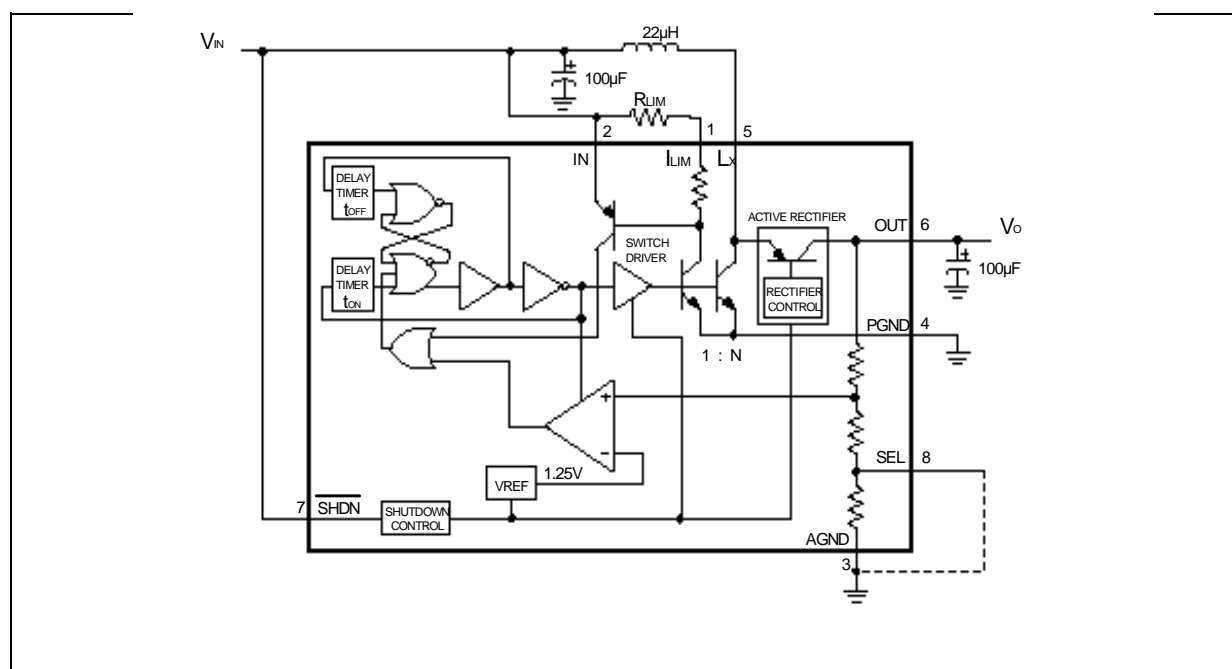 VIN
22µH
+
100µF
RLIM
2
1
5
IN
ILIM
LX
DELAY
TIMER
tOFF
ACTIVE RECTIFIER
OUT
6
VO
SWITCH
DRIVER
+
100µF
DELAY
TIMER
tON
RECTIFIER
CONTROL
PGND
4
1 : N
+
−
SEL
8
1.25V
VREF
7
SHDN
SHUTDOWN
CONTROL
AGND
3